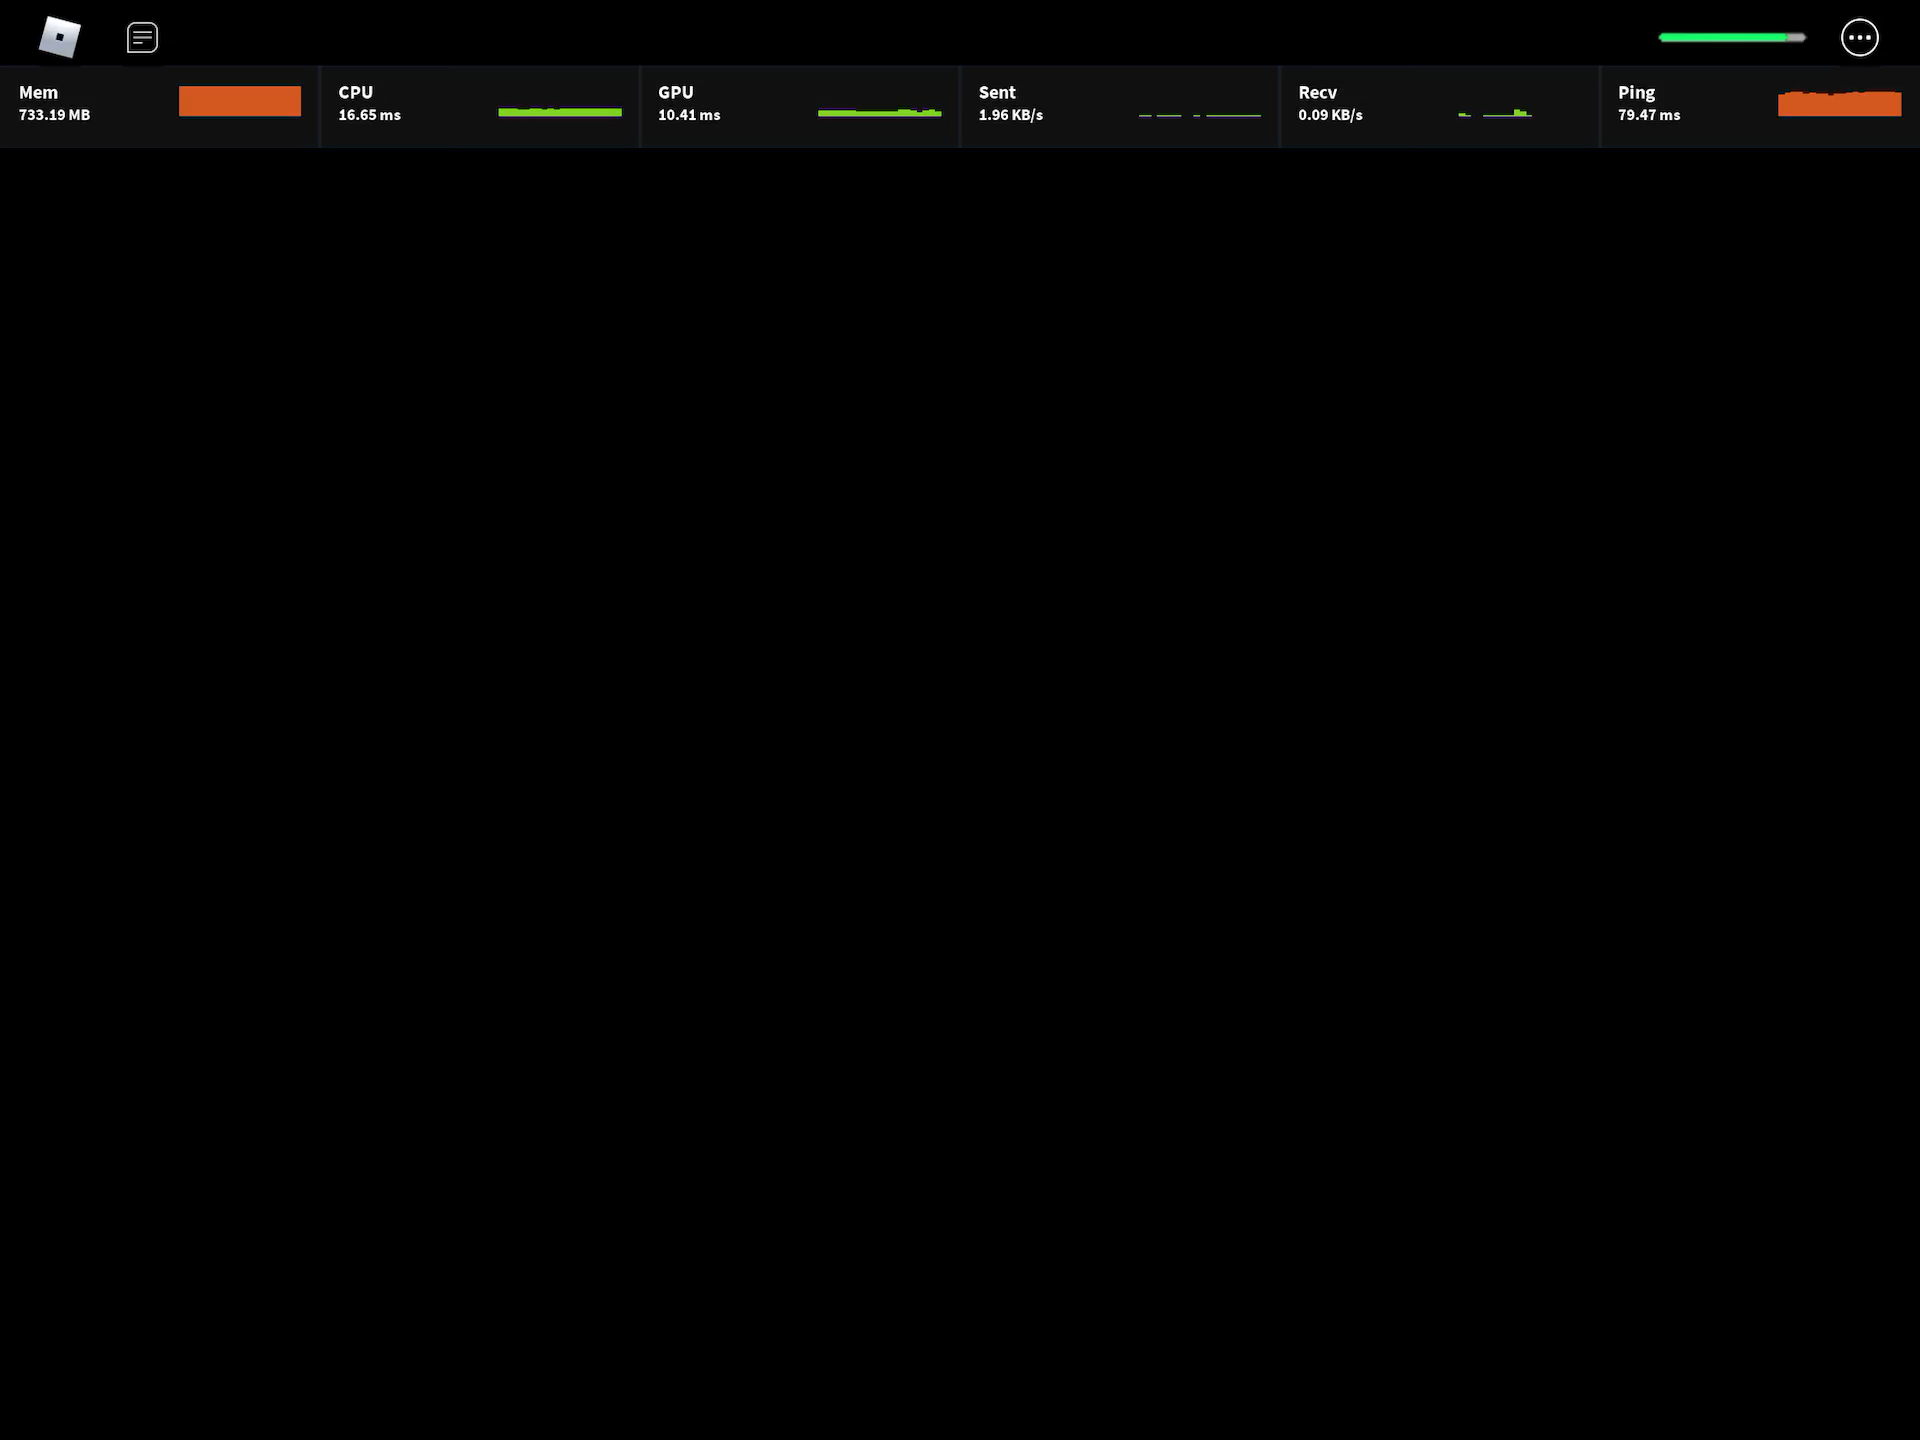 Mem
733.19 MB
CPU
16.65 ms
GPU
10.41 ms
Sent
1.96 KB/s
Recv
0.09 KB/s
Ping
79.47 ms